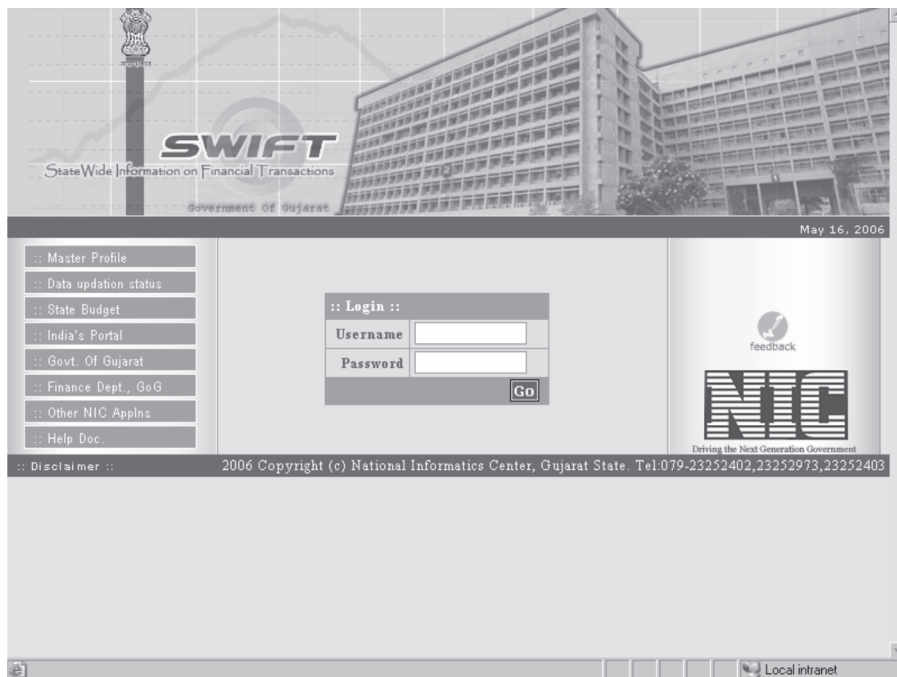 SWIFT
StateWide Information on Financial Transactions
Government Of Gujarat
May 16, 2006
:: Master Profile
:: Data updation status
:: State Budget
:: India's Portal
:: Govt. Of Gujarat
:: Finance Dept., GoG
:: Other NIC Applns
:: Help Doc.
:: Login ::
Username
Password
Go
feedback
NIC
Driving the Next Generation Government
:: Disclaimer ::
2006 Copyright (c) National Informatics Center, Gujarat State. Tel:079-23252402,23252973,23252403
Local intranet